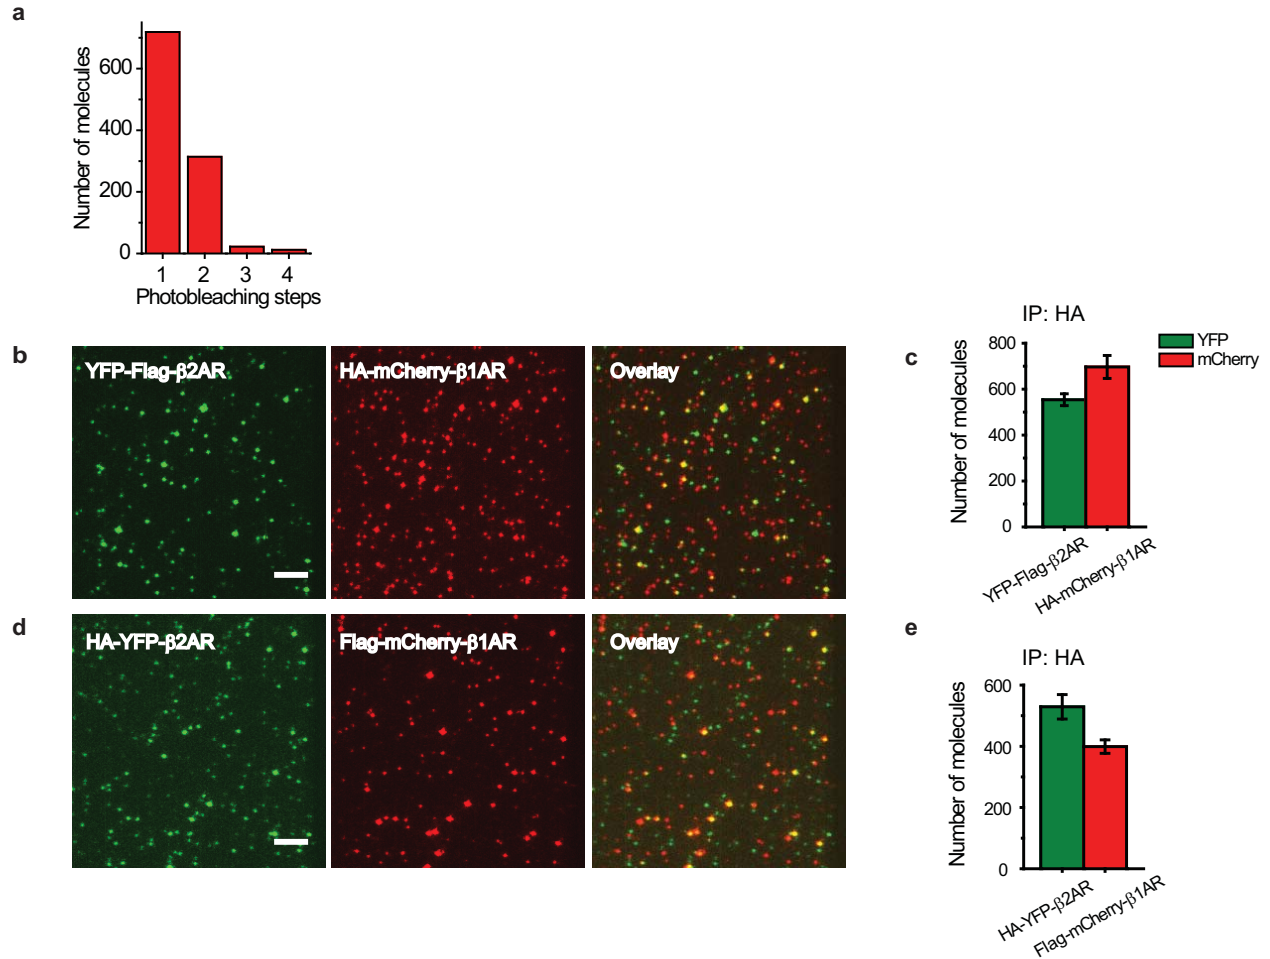 a
Number of molecules
600
400
200
0
1 2 3 4
Photobleaching steps
b
YFP-Flag-β2AR
HA-mCherry-β1AR
Overlay
c
IP: HA
YFP
mCherry
Number of molecules
800
600
400
200
0
YFP-Flag-β2AR
HA-mCherry-β1AR
d
HA-YFP-β2AR
Flag-mCherry-β1AR
Overlay
e
IP: HA
Number of molecules
600
400
200
0
HA-YFP-β2AR
Flag-mCherry-β1AR